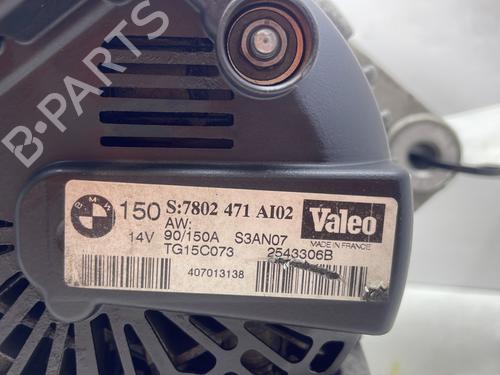 B-PARTS
BMW
150 S:7802 471 AI02 Valeo
AW:
14V 90/150A S3AN07 MADE IN FRANCE
TG15C073 2543306B
407013138